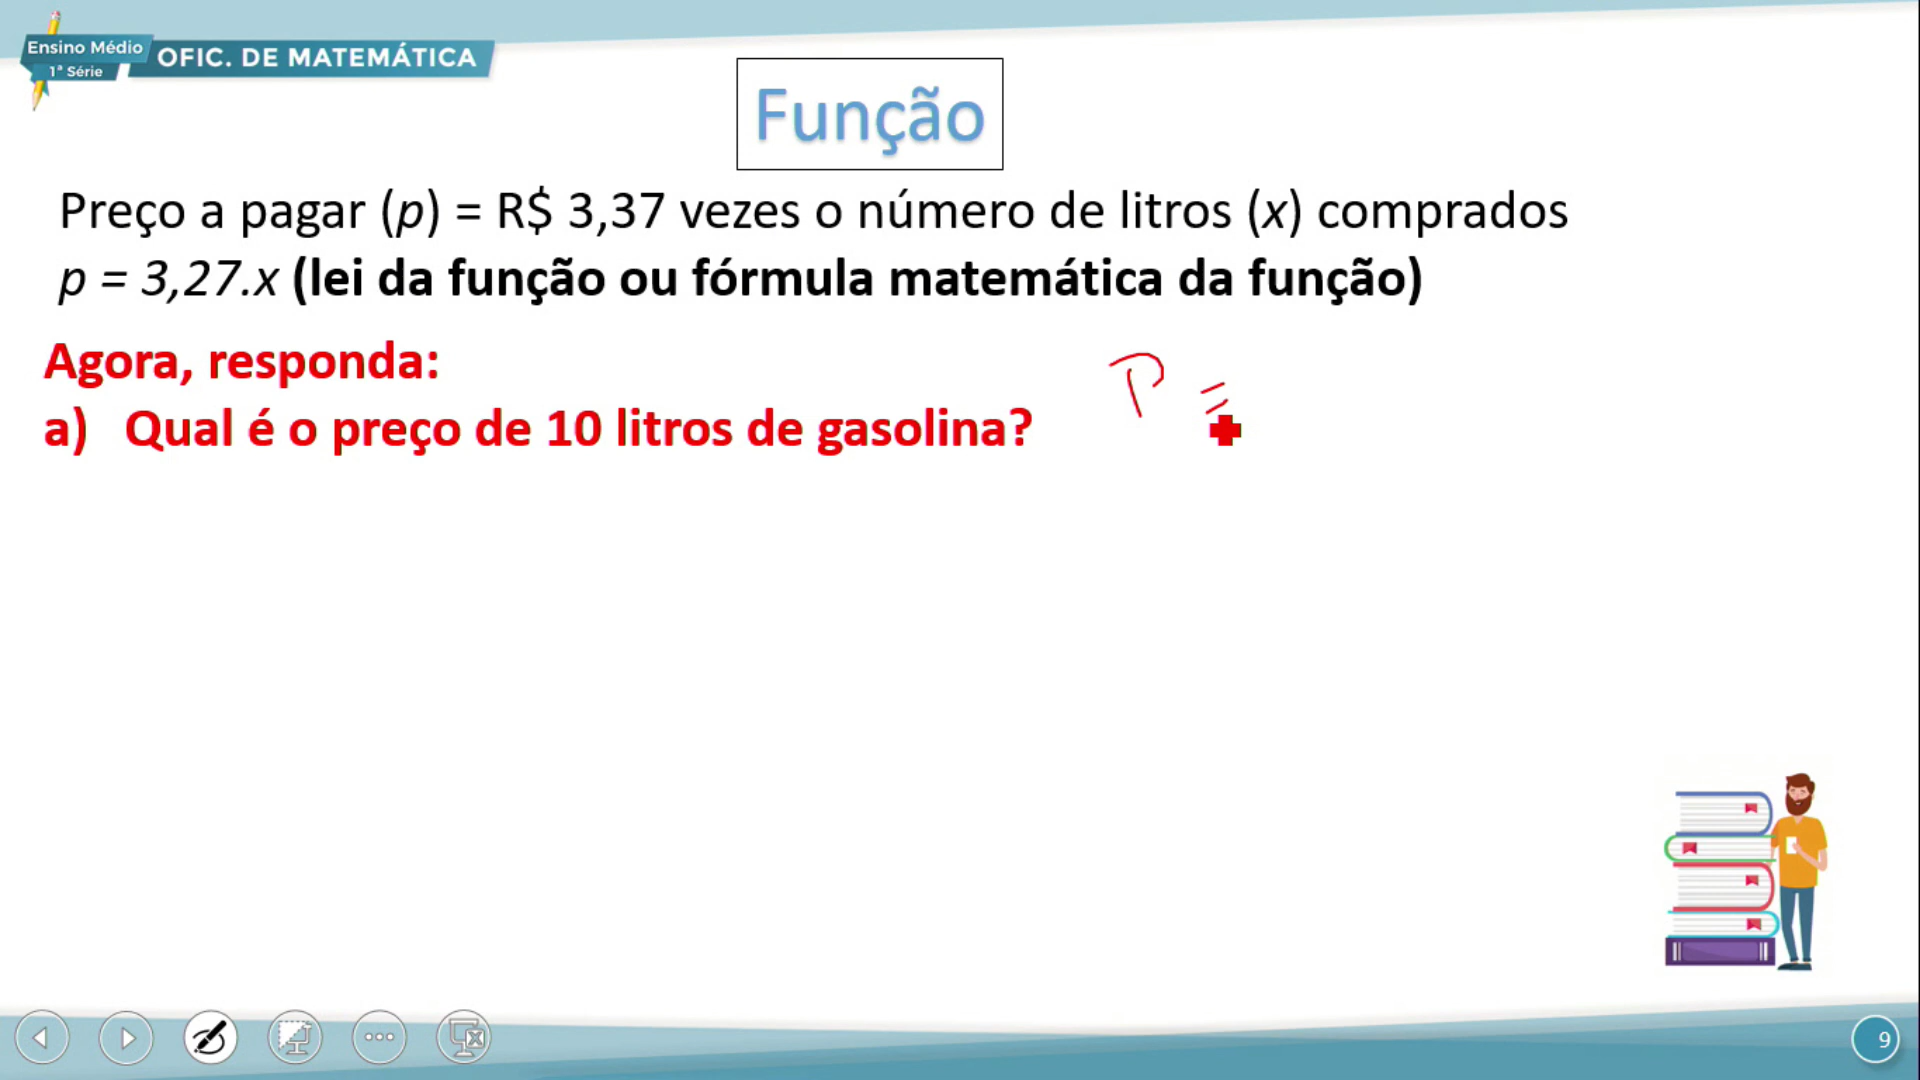 Ensino Médio
1ª Série
OFIC. DE MATEMÁTICA
Função
Preço a pagar (p) = R$ 3,37 vezes o número de litros (x) comprados
p = 3,27.x (lei da função ou fórmula matemática da função)
Agora, responda:
a) Qual é o preço de 10 litros de gasolina?
P =
9